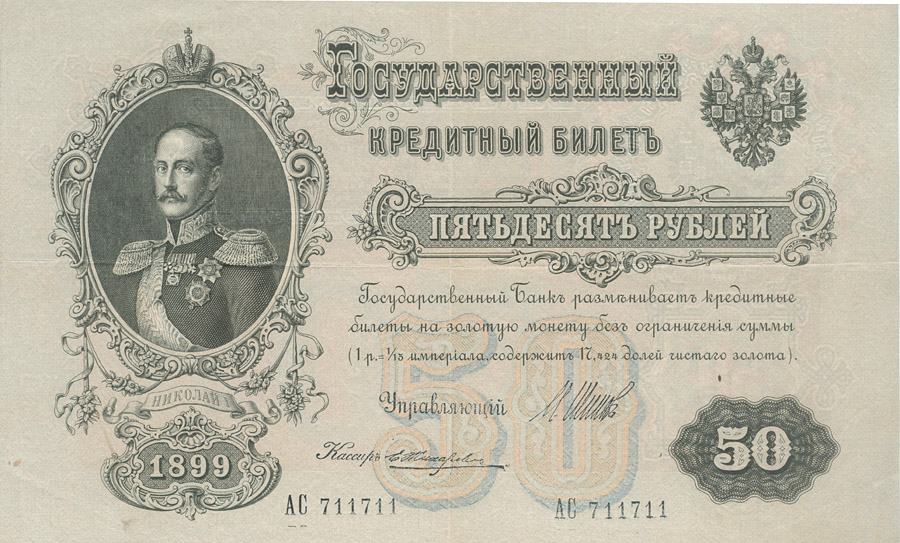 Государственный
кредитный билетъ
пятьдесятъ рублей
Государственный Банкъ размѣниваетъ кредитные
билеты на золотую монету безъ ограниченія суммы
(1 р.= 1/15 имперіала, содержитъ 17,424 долей чистаго золота).
Управляющій
Кассиръ
НИКОЛАЙ I
1899
50
50
АС 711711
АС 711711